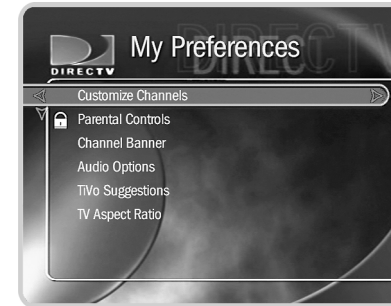 DIRECTV
My Preferences
DIRECTV
Customize Channels
Parental Controls
Channel Banner
Audio Options
TiVo Suggestions
TV Aspect Ratio